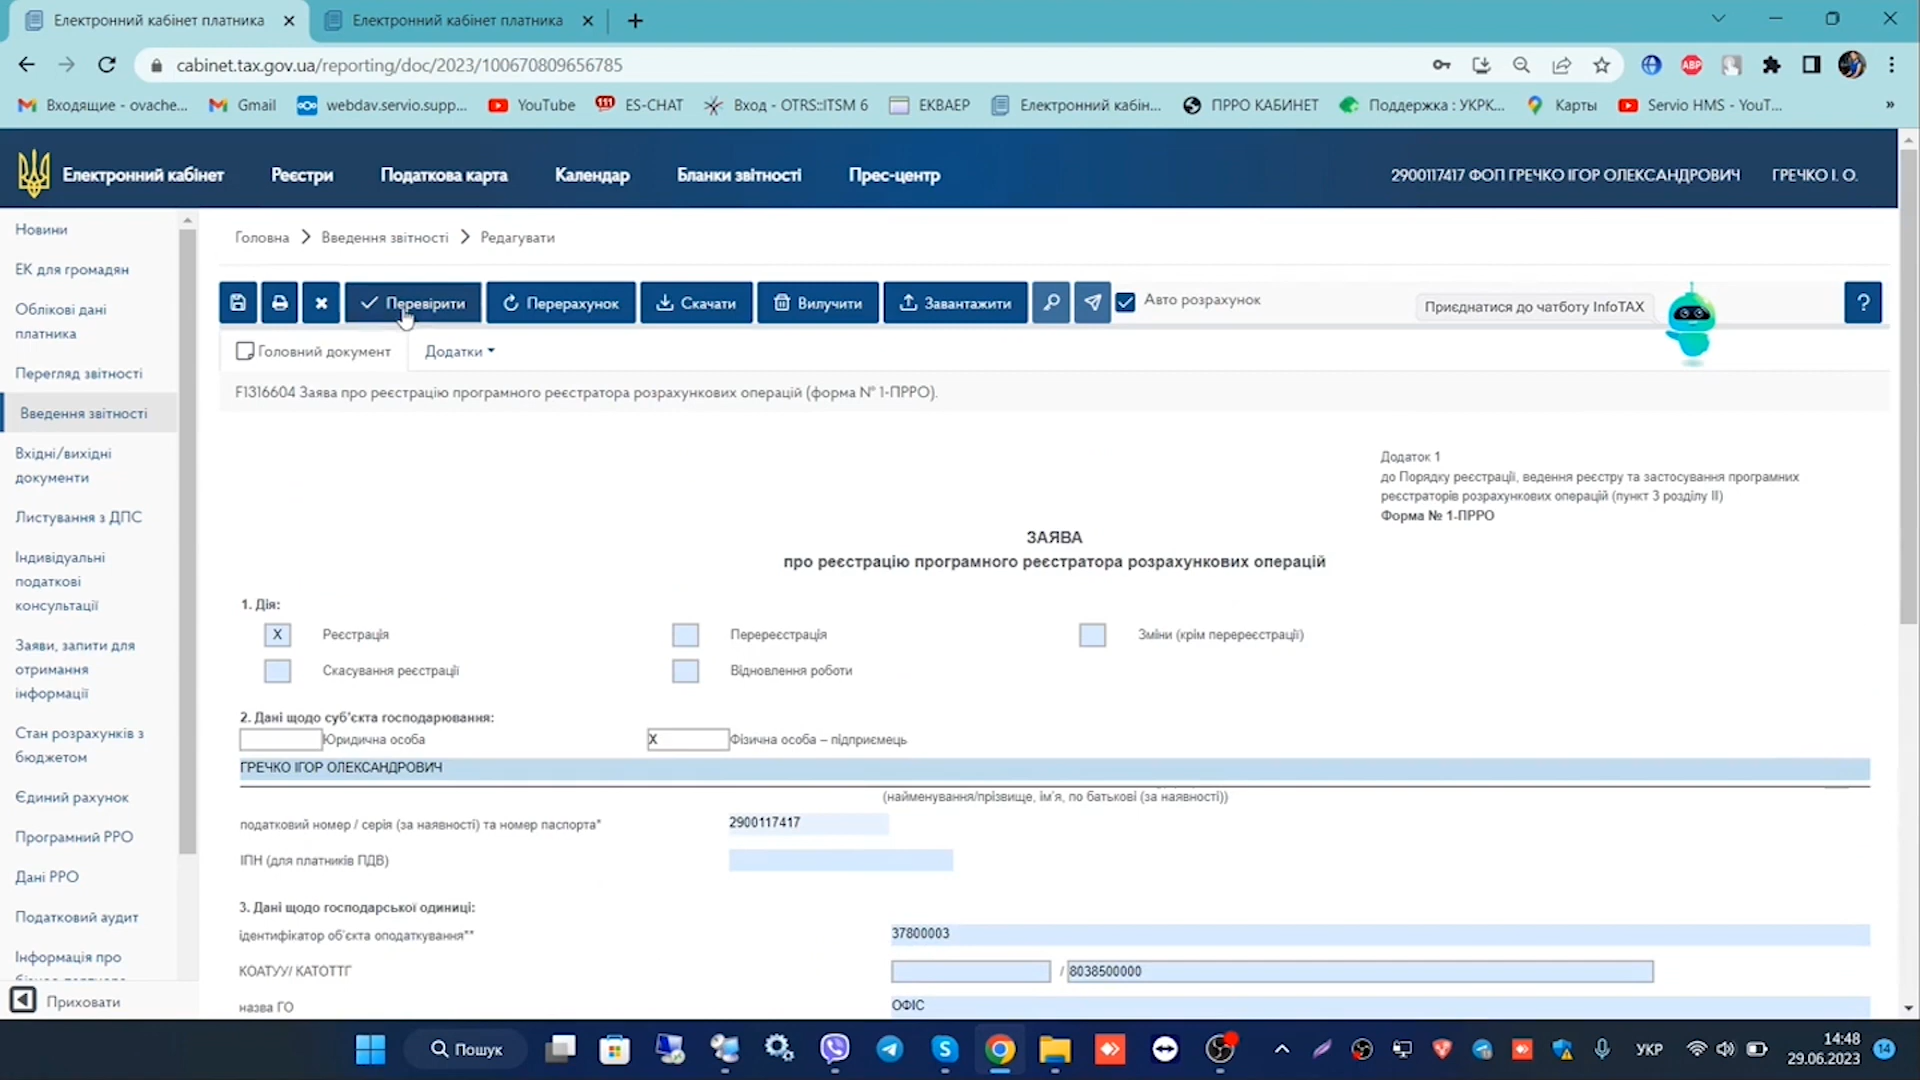 Електронний кабінет платника
Електронний кабінет платника
cabinet.tax.gov.ua/reporting/doc/2023/100670809656785
ABP
Входящие - ovache...
Gmail
webdav.servio.supp...
YouTube
ES-CHAT
Вход - OTRS::ITSM 6
ЕКВАЕР
Електронний кабін...
ПРРО КАБИНЕТ
Поддержка : УКРК...
Карты
Servio HMS - YouT...
»
Електронний кабінет
Реєстри
Податкова карта
Календар
Бланки звітності
Прес-центр
2900117417 ФОП ГРЕЧКО ІГОР ОЛЕКСАНДРОВИЧ
ГРЕЧКО І. О.
Новини
ЕК для громадян
Облікові дані
платника
Перегляд звітності
Введення звітності
Вхідні/вихідні
документи
Листування з ДПС
Індивідуальні
податкові
консультації
Заяви, запити для
отримання
інформації
Стан розрахунків з
бюджетом
Єдиний рахунок
Програмний РРО
Дані РРО
Податковий аудит
Інформація про
Приховати
Головна > Введення звітності > Редагувати
Перевірити
Перерахунок
Скачати
Вилучити
Завантажити
Авто розрахунок
Приєднатися до чатботу InfoTAX
?
Головний документ
Додатки
F1316604 Заява про реєстрацію програмного реєстратора розрахункових операцій (форма № 1-ПРРО).
Додаток 1
до Порядку реєстрації, ведення реєстру та застосування програмних
реєстраторів розрахункових операцій (пункт 3 розділу II)
Форма № 1-ПРРО
ЗАЯВА
про реєстрацію програмного реєстратора розрахункових операцій
1. Дія:
X Реєстрація
Перереєстрація
Зміни (крім перереєстрації)
Скасування реєстрації
Відновлення роботи
2. Дані щодо суб'єкта господарювання:
Юридична особа
X Фізична особа – підприємець
ГРЕЧКО ІГОР ОЛЕКСАНДРОВИЧ
(найменування/прізвище, ім'я, по батькові (за наявності))
податковий номер / серія (за наявності) та номер паспорта* 2900117417
ІПН (для платників ПДВ)
3. Дані щодо господарської одиниці:
ідентифікатор об'єкта оподаткування** 37800003
КОАТУУ/ КАТОТТГ / 8038500000
назва ГО ОФІС
Пошук
УКР
14:48
29.06.2023
14